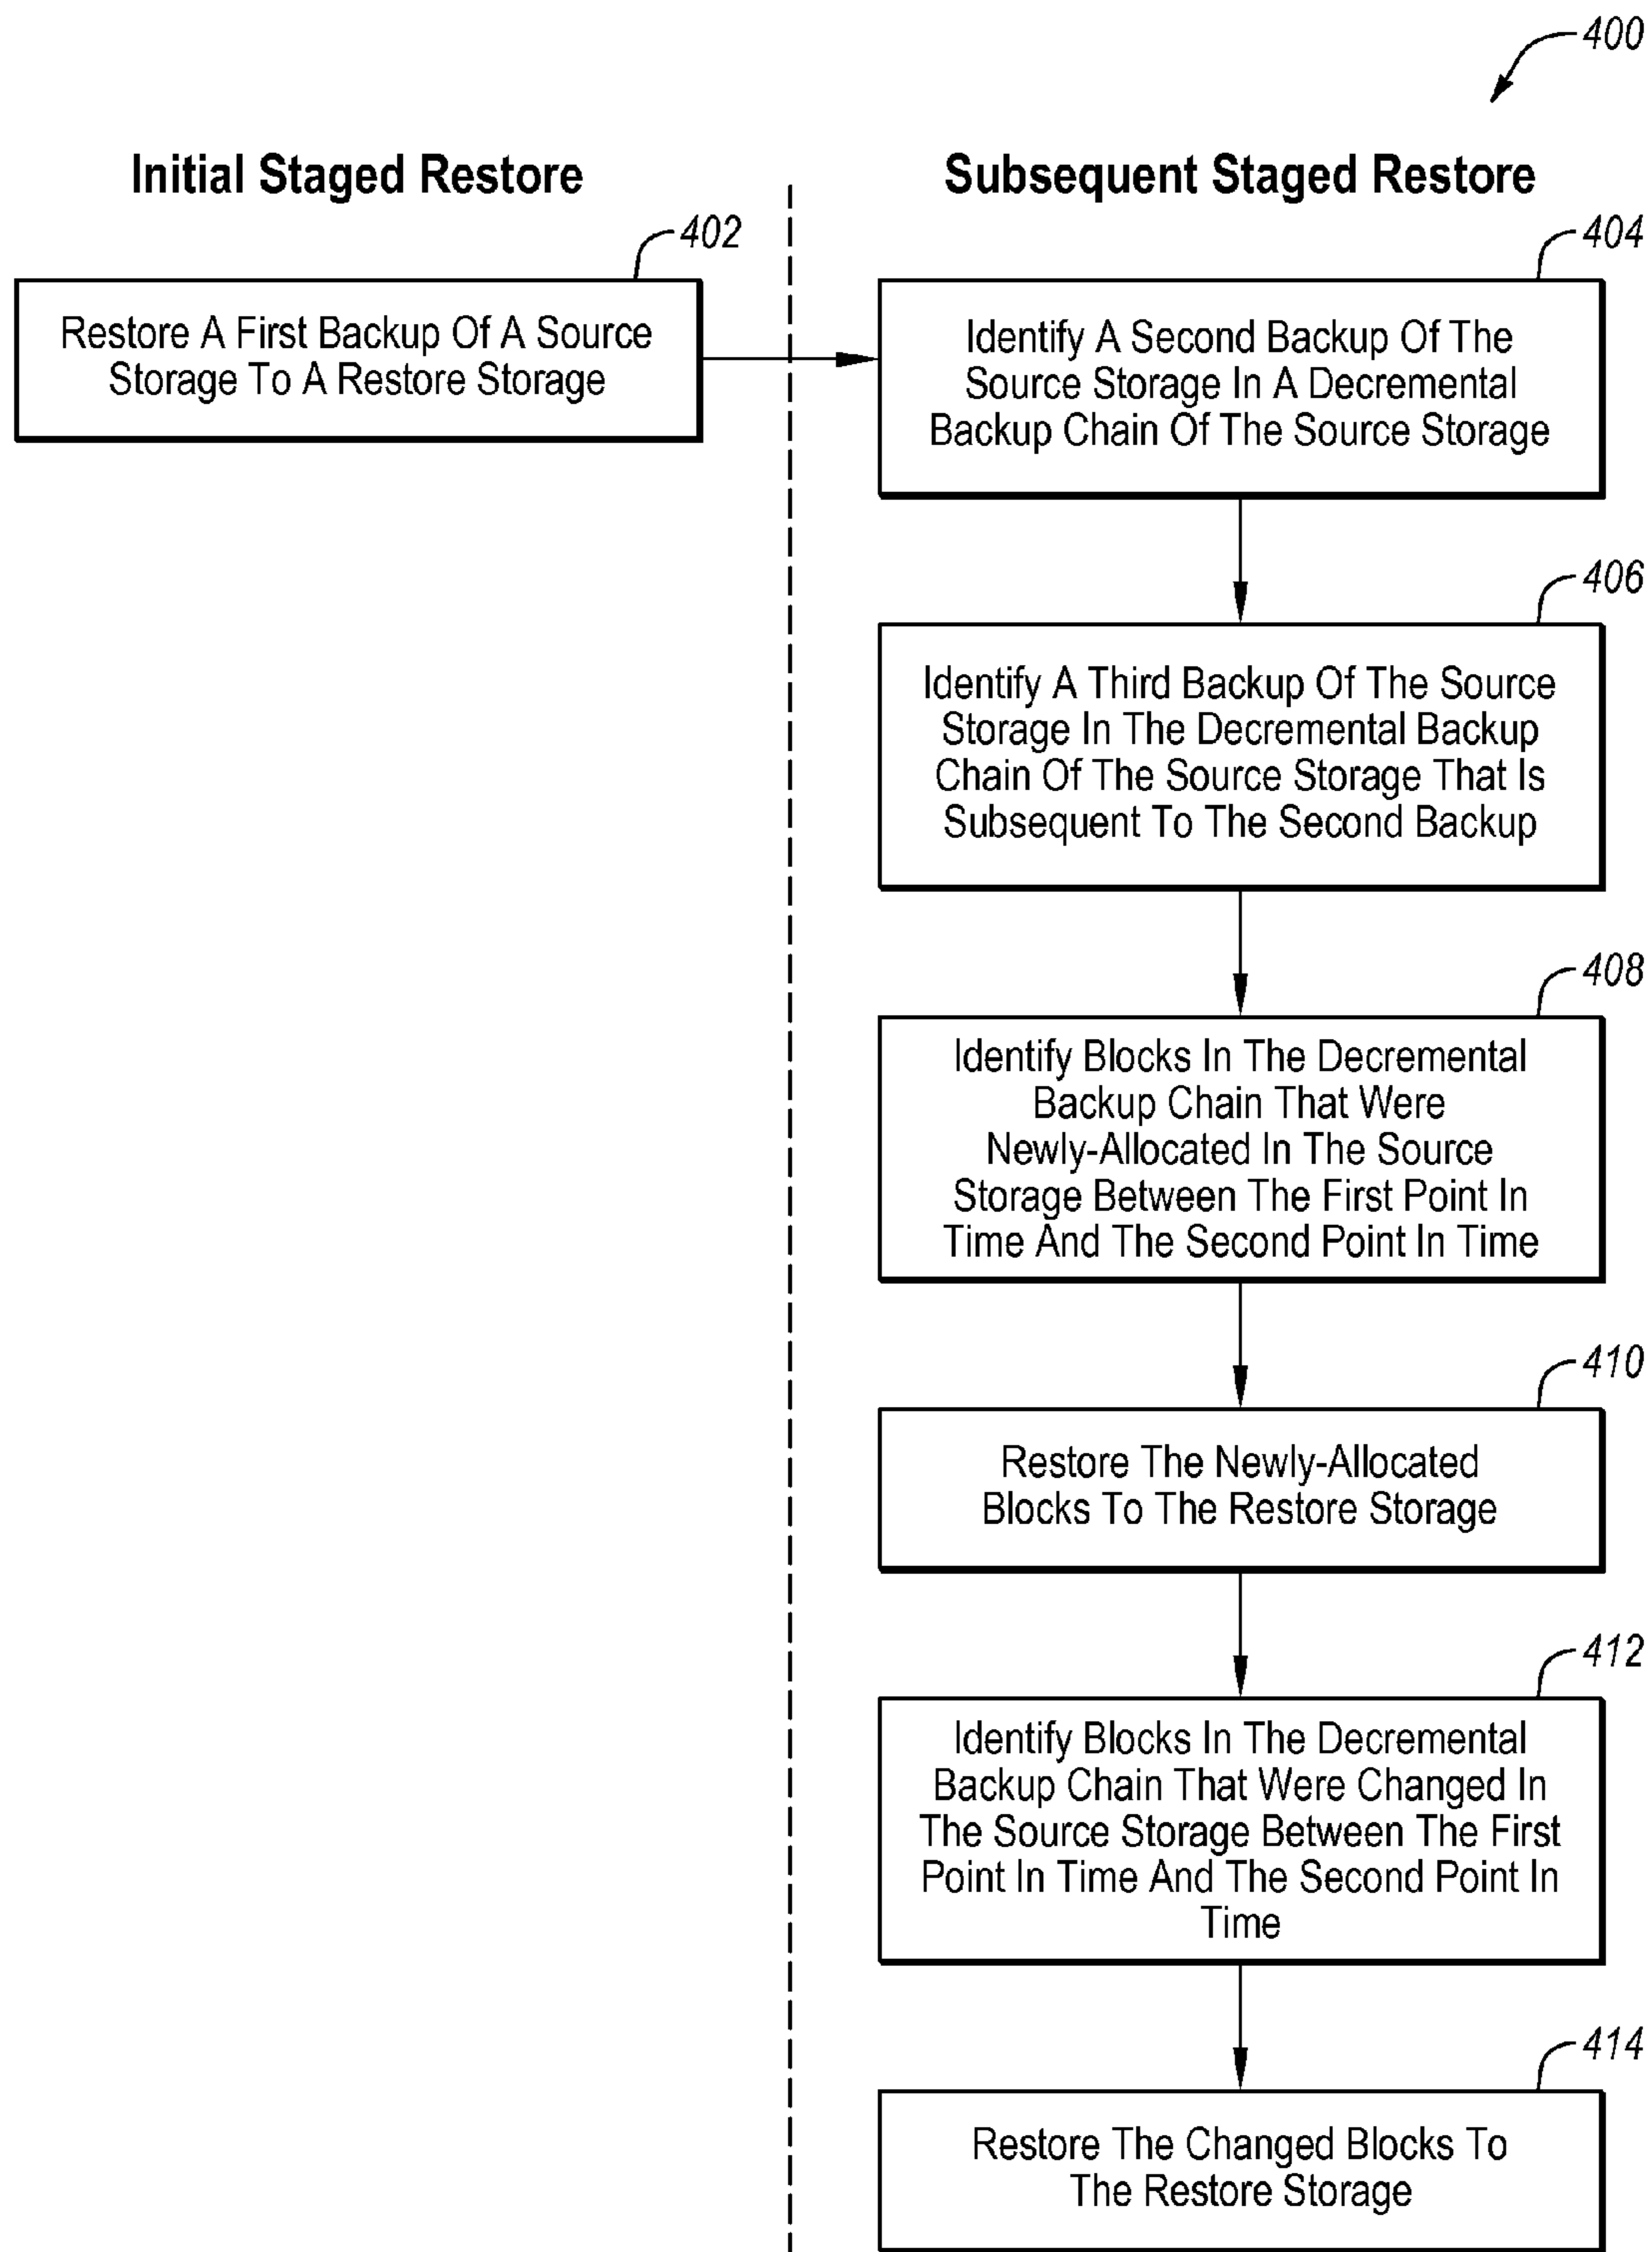 400
Initial Staged Restore
Subsequent Staged Restore
402
Restore A First Backup Of A Source
Storage To A Restore Storage
404
Identify A Second Backup Of The
Source Storage In A Decremental
Backup Chain Of The Source Storage
406
Identify A Third Backup Of The Source
Storage In The Decremental Backup
Chain Of The Source Storage That Is
Subsequent To The Second Backup
408
Identify Blocks In The Decremental
Backup Chain That Were
Newly-Allocated In The Source
Storage Between The First Point In
Time And The Second Point In Time
410
Restore The Newly-Allocated
Blocks To The Restore Storage
412
Identify Blocks In The Decremental
Backup Chain That Were Changed In
The Source Storage Between The First
Point In Time And The Second Point In
Time
414
Restore The Changed Blocks To
The Restore Storage